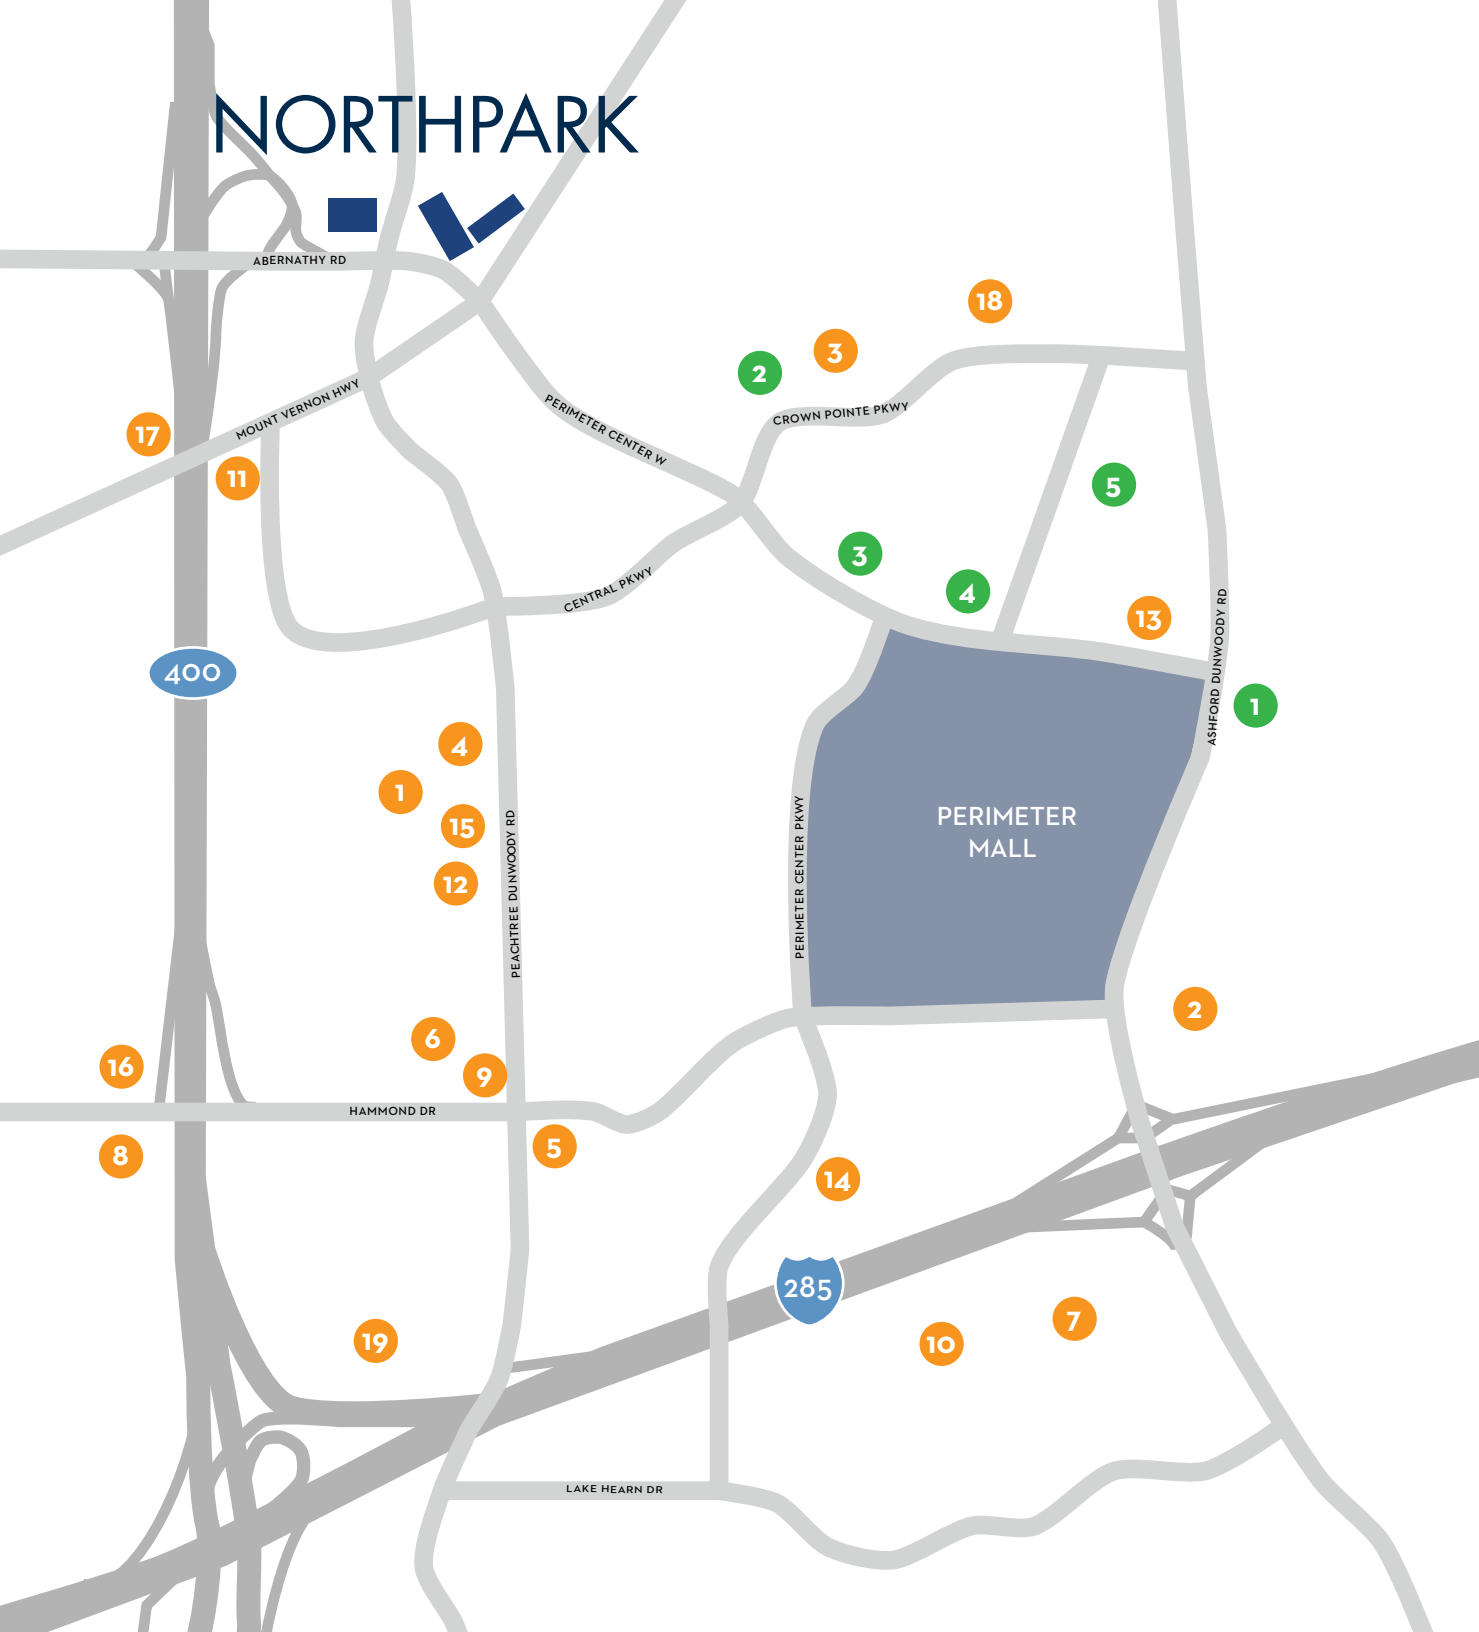 NORTHPARK
ABERNATHY RD
18
3
2
MOUNT VERNON HWY
PERIMETER CENTER W
CROWN POINTE PKWY
17
11
5
3
4
CENTRAL PKWY
13
ASHFORD DUNWOODY RD
400
1
4
1
15
12
PEACHTREE DUNWOODY RD
PERIMETER CENTER PKWY
PERIMETER
MALL
2
6
9
16
HAMMOND DR
8
5
14
285
19
10
7
LAKE HEARN DR